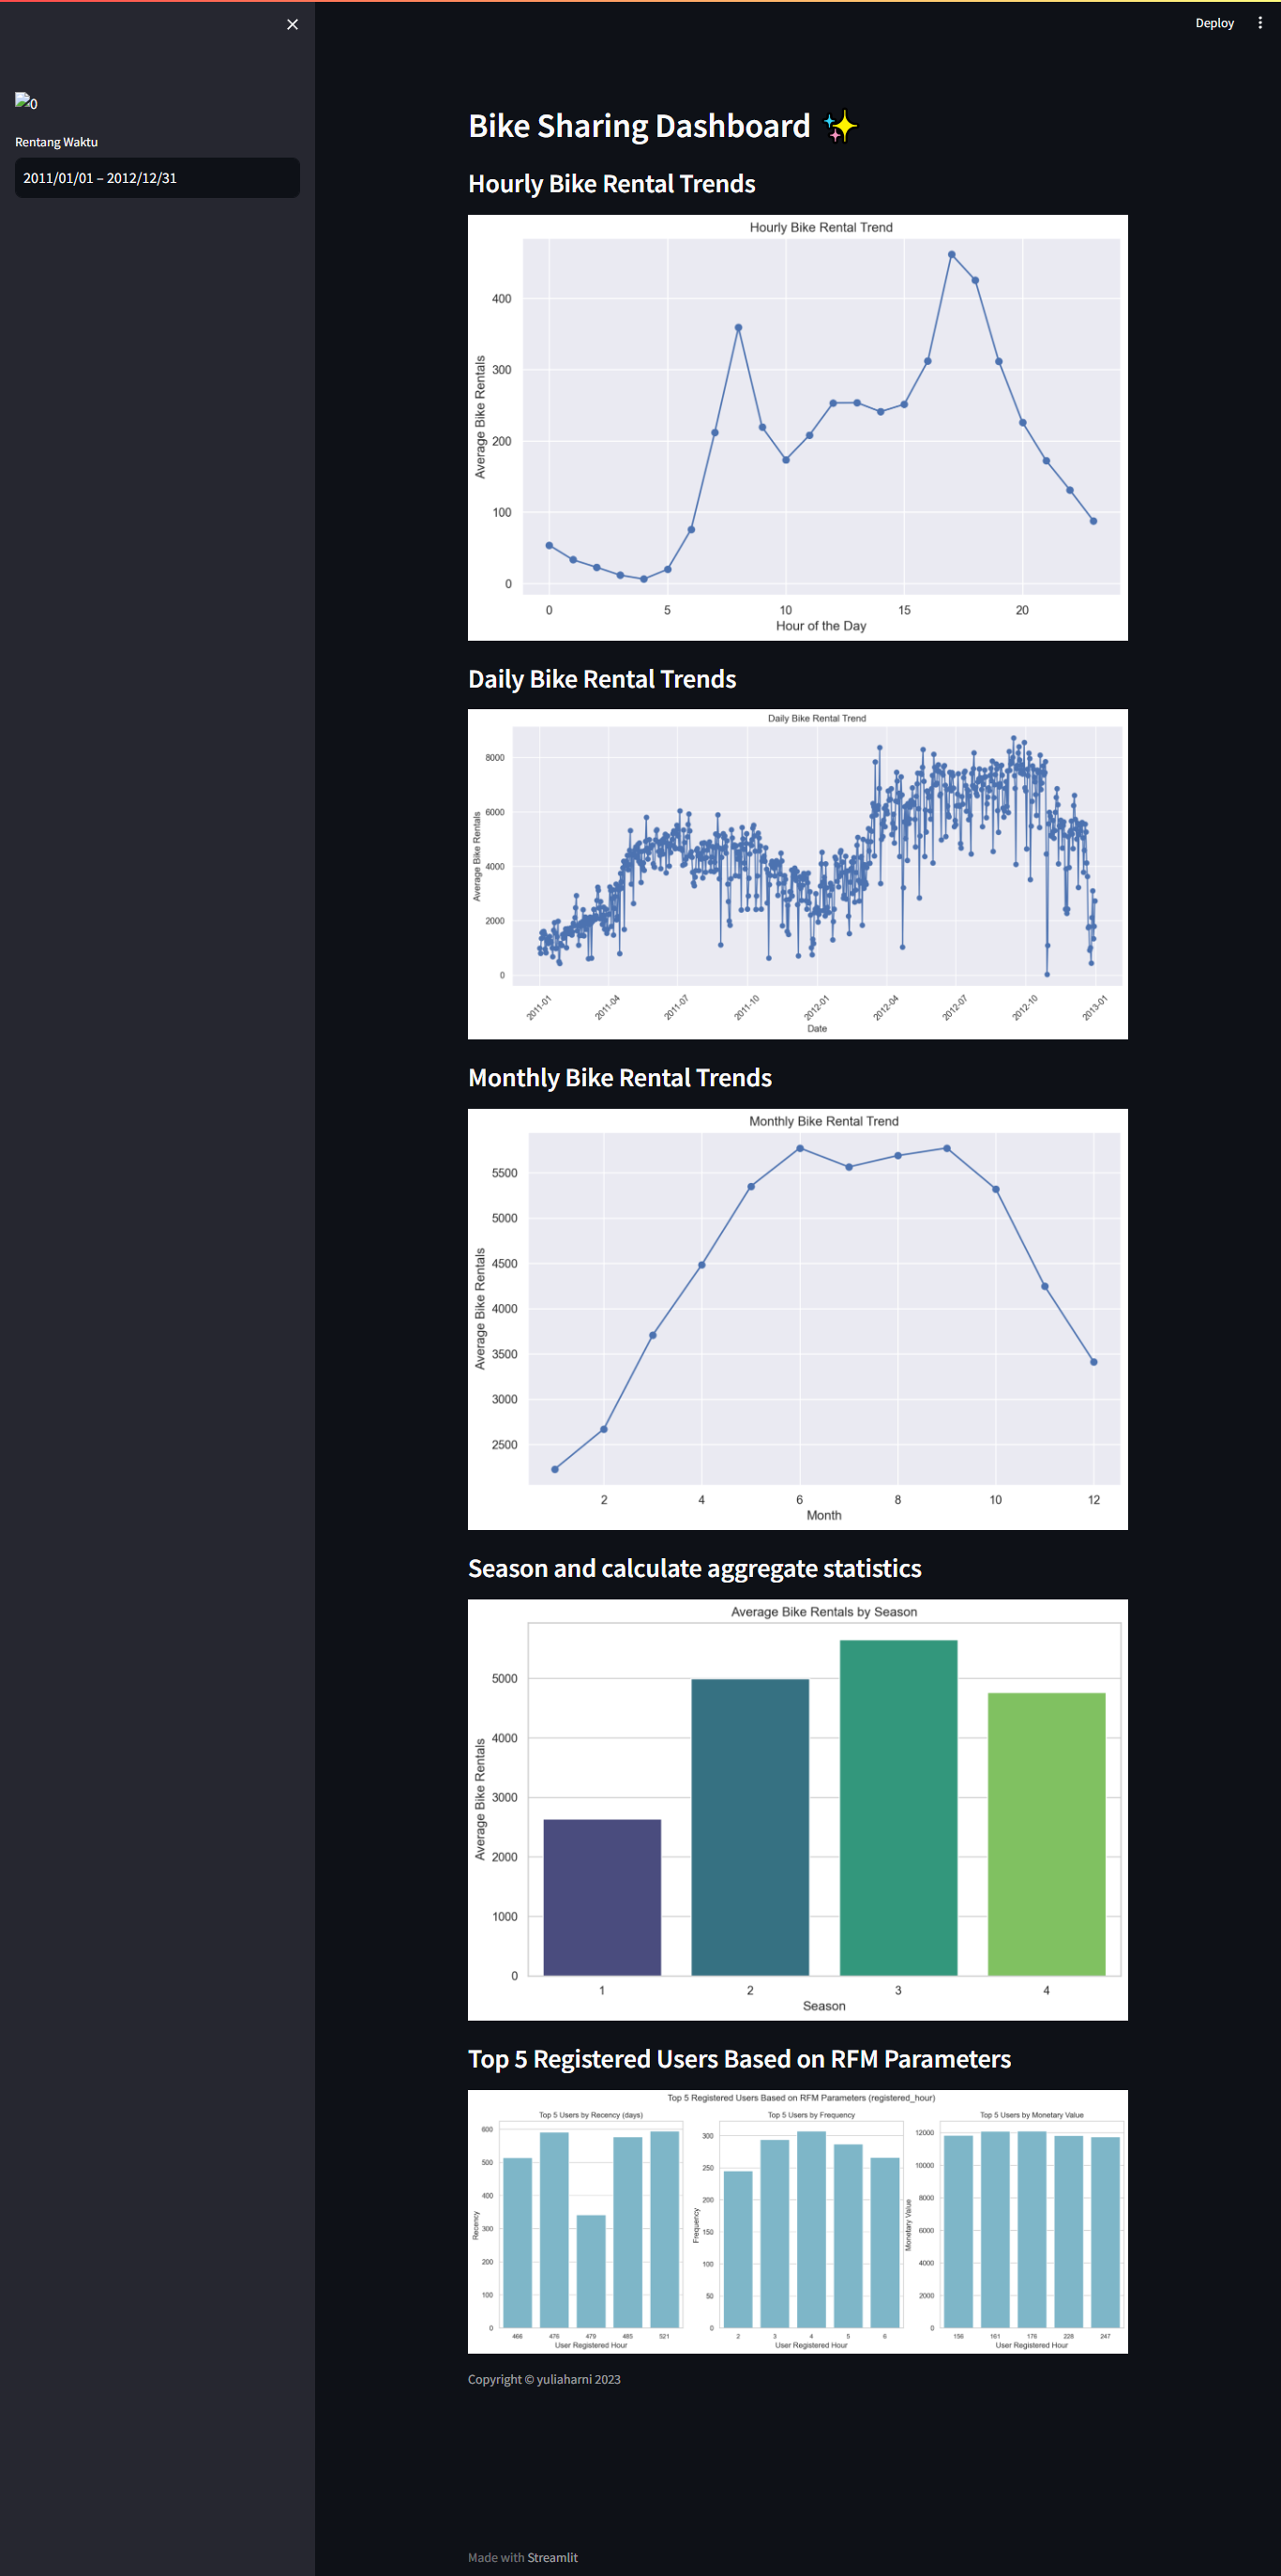 Deploy
0
Rentang Waktu
2011/01/01 – 2012/12/31
Bike Sharing Dashboard ✨
Hourly Bike Rental Trends
Hourly Bike Rental Trend
Average Bike Rentals
400
300
200
100
0
0 5 10 15 20
Hour of the Day
Daily Bike Rental Trends
Daily Bike Rental Trend
Average Bike Rentals
8000
6000
4000
2000
0
2011-01 2011-04 2011-07 2011-10 2012-01 2012-04 2012-07 2012-10 2013-01
Date
Monthly Bike Rental Trends
Monthly Bike Rental Trend
Average Bike Rentals
5500
5000
4500
4000
3500
3000
2500
2 4 6 8 10 12
Month
Season and calculate aggregate statistics
Average Bike Rentals by Season
Average Bike Rentals
5000
4000
3000
2000
1000
0
1 2 3 4
Season
Top 5 Registered Users Based on RFM Parameters
Top 5 Registered Users Based on RFM Parameters (registered_hour)
Top 5 Users by Recency (days)
Recency
600
500
400
300
200
100
0
466 476 479 485 521
User Registered Hour
Top 5 Users by Frequency
Frequency
300
250
200
150
100
50
0
2 3 4 5 6
User Registered Hour
Top 5 Users by Monetary Value
Monetary Value
12000
10000
8000
6000
4000
2000
0
156 161 176 228 247
User Registered Hour
Copyright © yuliaharni 2023
Made with Streamlit